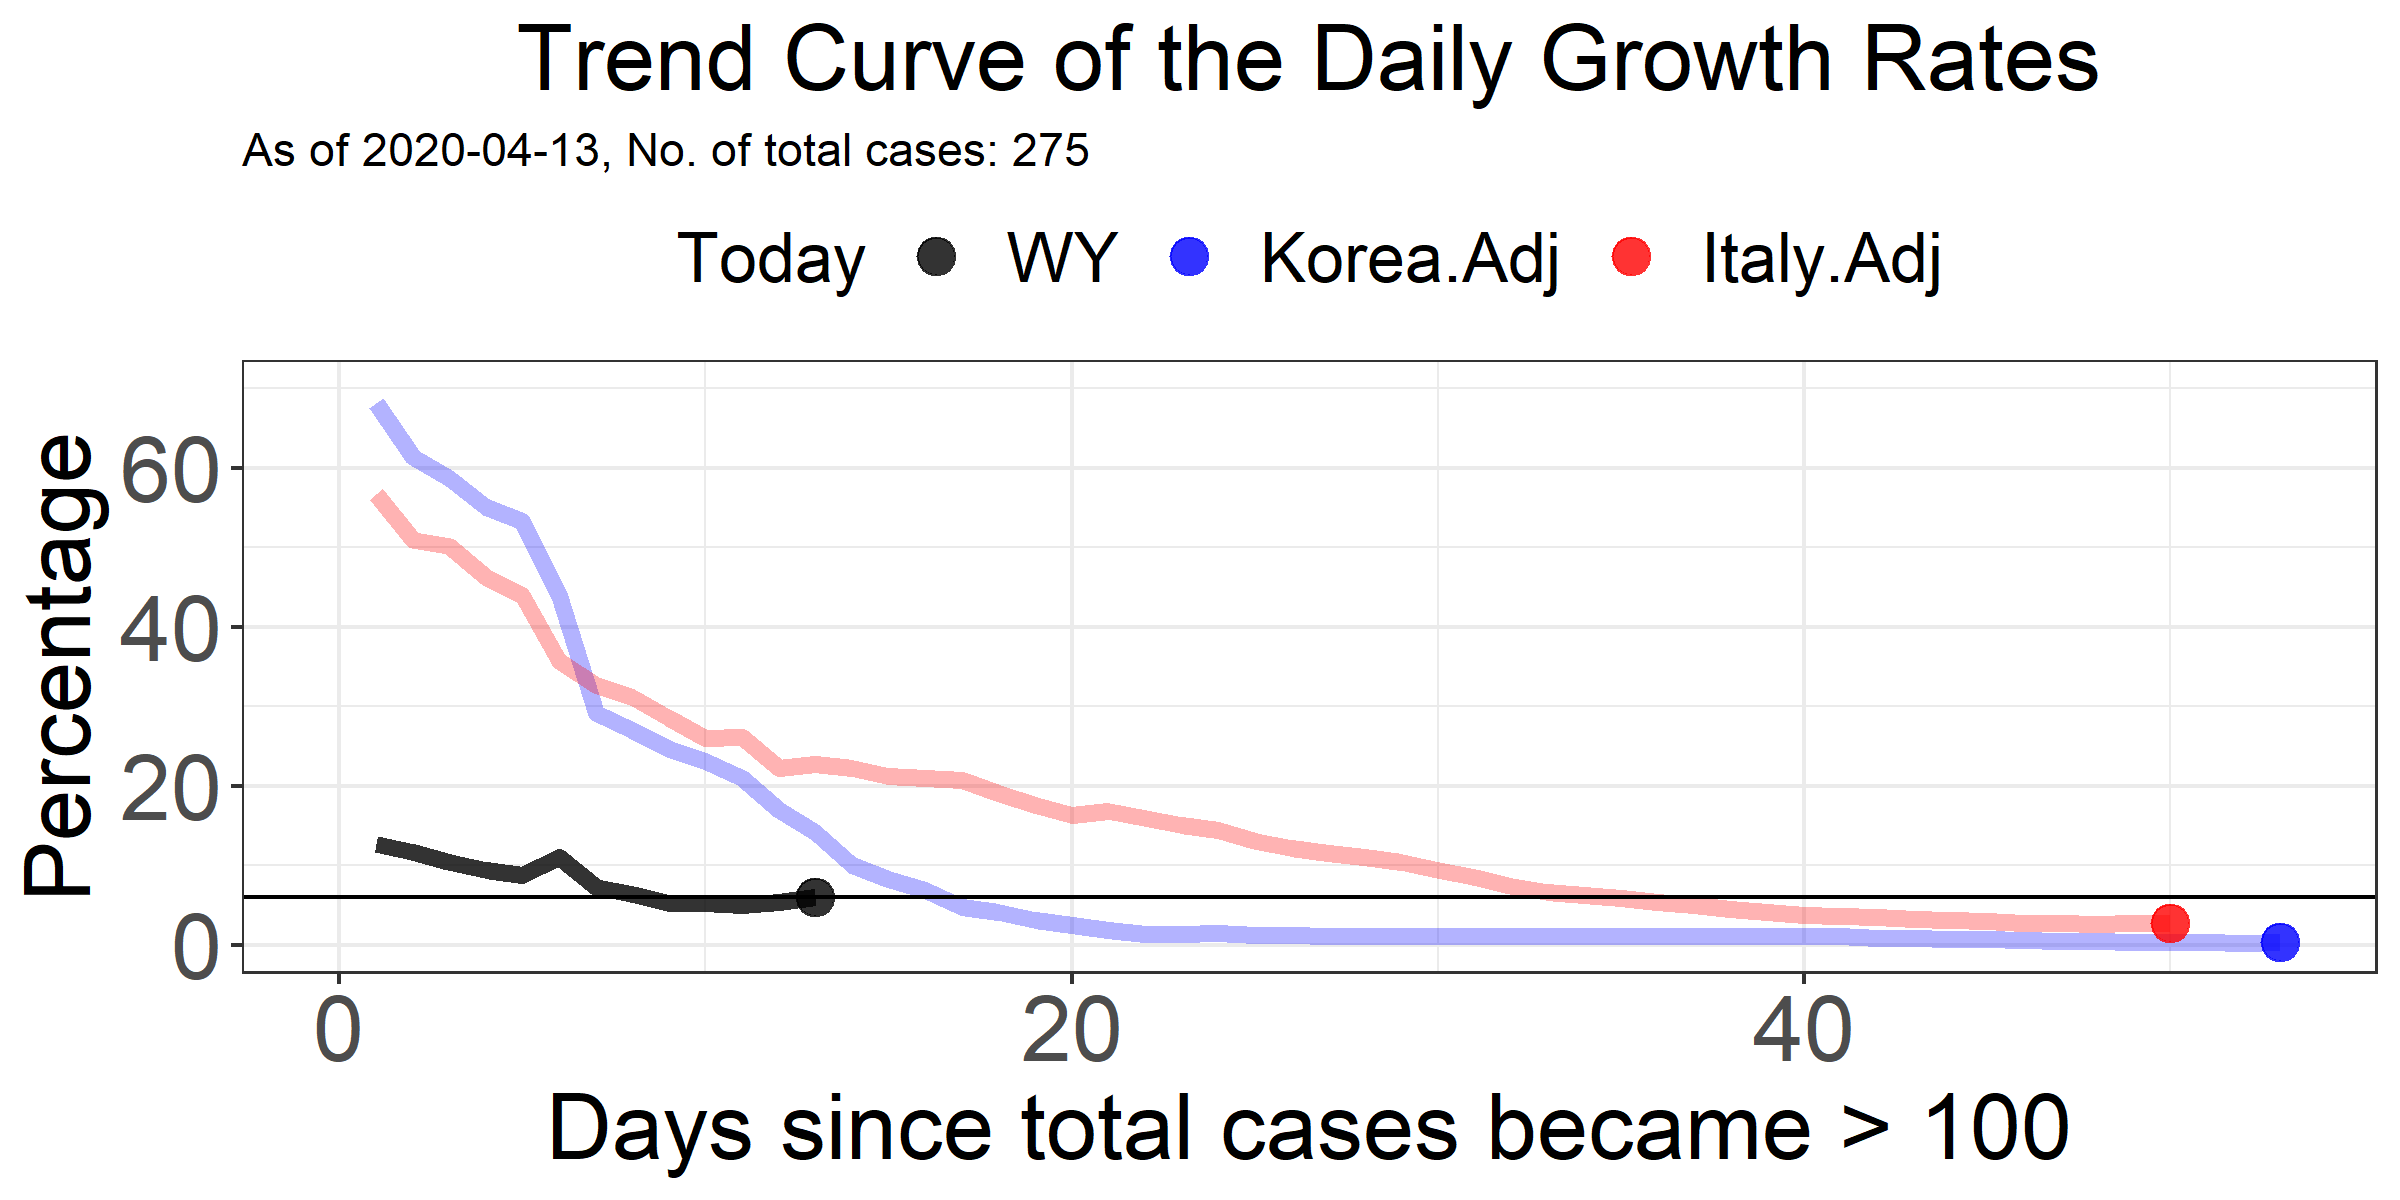 Trend Curve of the Daily Growth Rates
As of 2020-04-13, No. of total cases: 275
Today WY Korea.Adj Italy.Adj
Percentage
60
40
20
0
0 20 40
Days since total cases became > 100